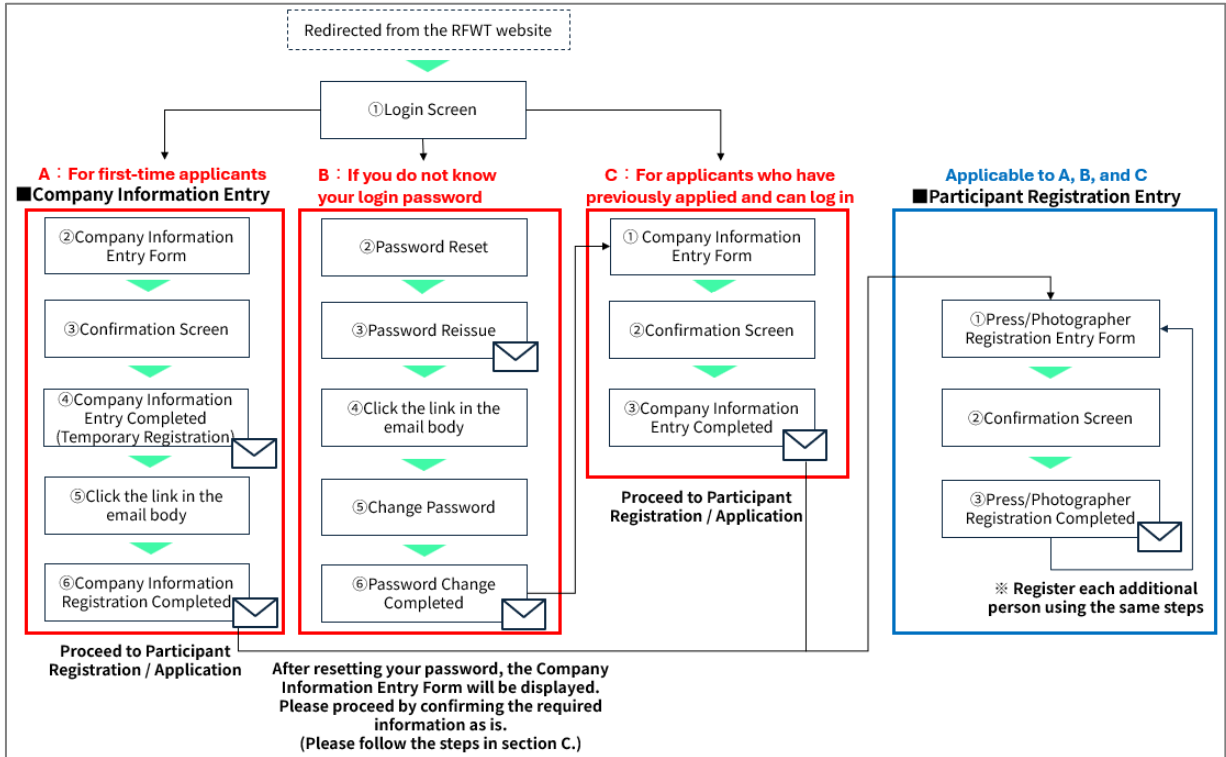 Redirected from the RFWT website
①Login Screen
A：For first-time applicants
■Company Information Entry
②Company Information
Entry Form
③Confirmation Screen
④Company Information
Entry Completed
(Temporary Registration)
⑤Click the link in the
email body
⑥Company Information
Registration Completed
Proceed to Participant
Registration / Application
B：If you do not know
your login password
②Password Reset
③Password Reissue
④Click the link in the
email body
⑤Change Password
⑥Password Change
Completed
After resetting your password, the Company
Information Entry Form will be displayed.
Please proceed by confirming the required
information as is.
(Please follow the steps in section C.)
C：For applicants who have
previously applied and can log in
① Company Information
Entry Form
②Confirmation Screen
③Company Information
Entry Completed
Proceed to Participant
Registration / Application
Applicable to A, B, and C
■Participant Registration Entry
①Press/Photographer
Registration Entry Form
②Confirmation Screen
③Press/Photographer
Registration Completed
※ Register each additional
person using the same steps